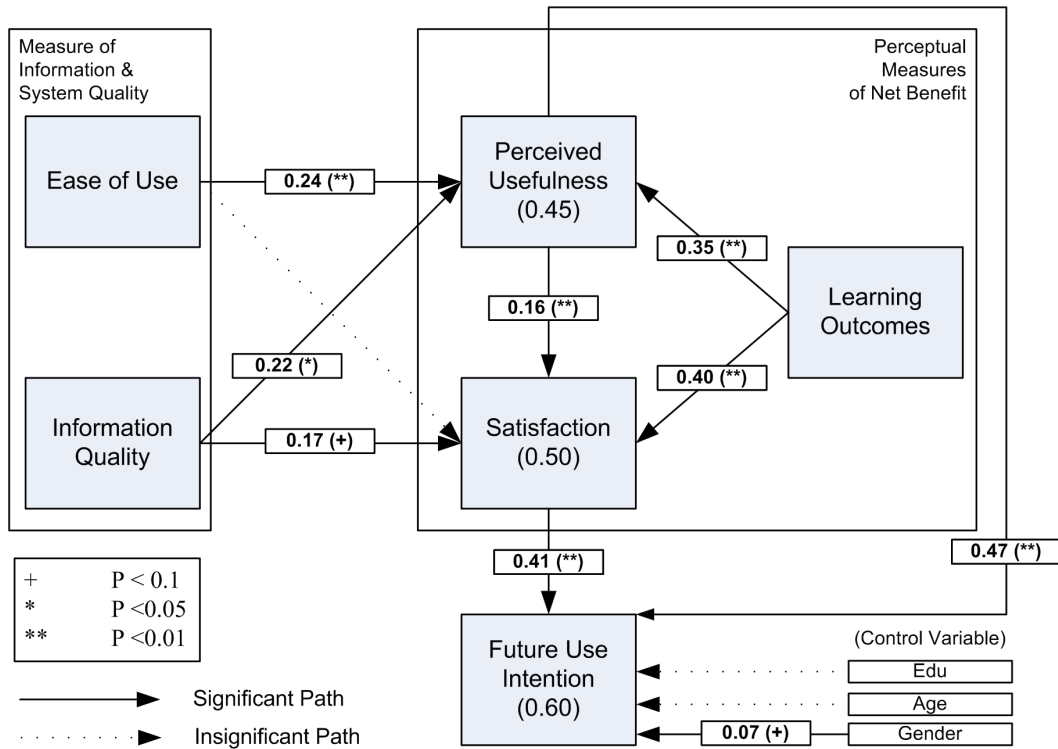 Measure of
Information &
System Quality
Perceptual
Measures
of Net Benefit
Ease of Use
0.24 (**)
Perceived
Usefulness
(0.45)
0.35 (**)
Learning
Outcomes
0.16 (**)
0.22 (*)
0.40 (**)
Information
Quality
0.17 (+)
Satisfaction
(0.50)
0.41 (**)
0.47 (**)
+ P < 0.1
* P <0.05
** P <0.01
Future Use
Intention
(0.60)
(Control Variable)
Edu
Age
0.07 (+)
Gender
Significant Path
Insignificant Path